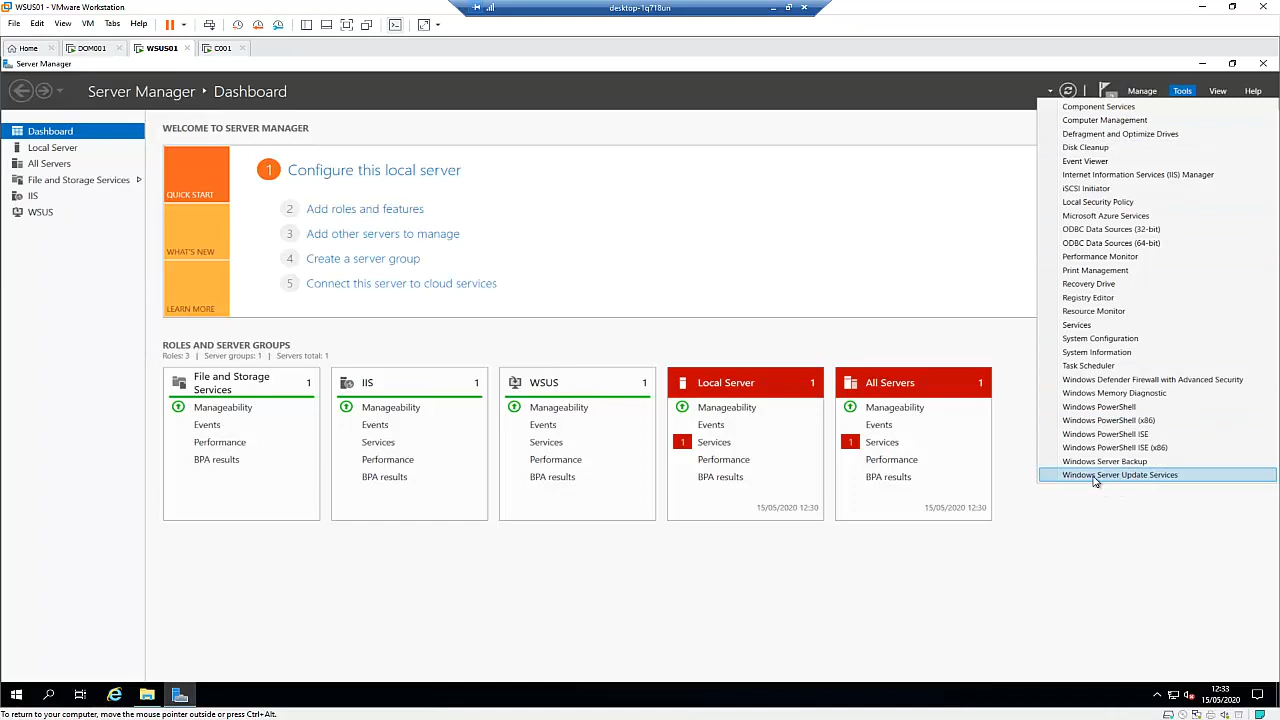 WSUS01 - VMware Workstation
desktop-1q718un
File Edit View VM Tabs Help
Home DOM001 WSUS01 C001
Server Manager
Server Manager • Dashboard
Manage Tools View Help
Dashboard
Local Server
All Servers
File and Storage Services
IIS
WSUS
WELCOME TO SERVER MANAGER
QUICK START
WHAT'S NEW
LEARN MORE
1 Configure this local server
2 Add roles and features
3 Add other servers to manage
4 Create a server group
5 Connect this server to cloud services
ROLES AND SERVER GROUPS
Roles: 3 | Server groups: 1 | Servers total: 1
File and Storage Services 1
Manageability
Events
Performance
BPA results
IIS 1
Manageability
Events
Services
Performance
BPA results
WSUS 1
Manageability
Events
Services
Performance
BPA results
Local Server 1
Manageability
Events
1 Services
Performance
BPA results
15/05/2020 12:30
All Servers 1
Manageability
Events
1 Services
Performance
BPA results
15/05/2020 12:30
Component Services
Computer Management
Defragment and Optimize Drives
Disk Cleanup
Event Viewer
Internet Information Services (IIS) Manager
iSCSI Initiator
Local Security Policy
Microsoft Azure Services
ODBC Data Sources (32-bit)
ODBC Data Sources (64-bit)
Performance Monitor
Print Management
Recovery Drive
Registry Editor
Resource Monitor
Services
System Configuration
System Information
Task Scheduler
Windows Defender Firewall with Advanced Security
Windows Memory Diagnostic
Windows PowerShell
Windows PowerShell (x86)
Windows PowerShell ISE
Windows PowerShell ISE (x86)
Windows Server Backup
Windows Server Update Services
12:33
15/05/2020
To return to your computer, move the mouse pointer outside or press Ctrl+Alt.